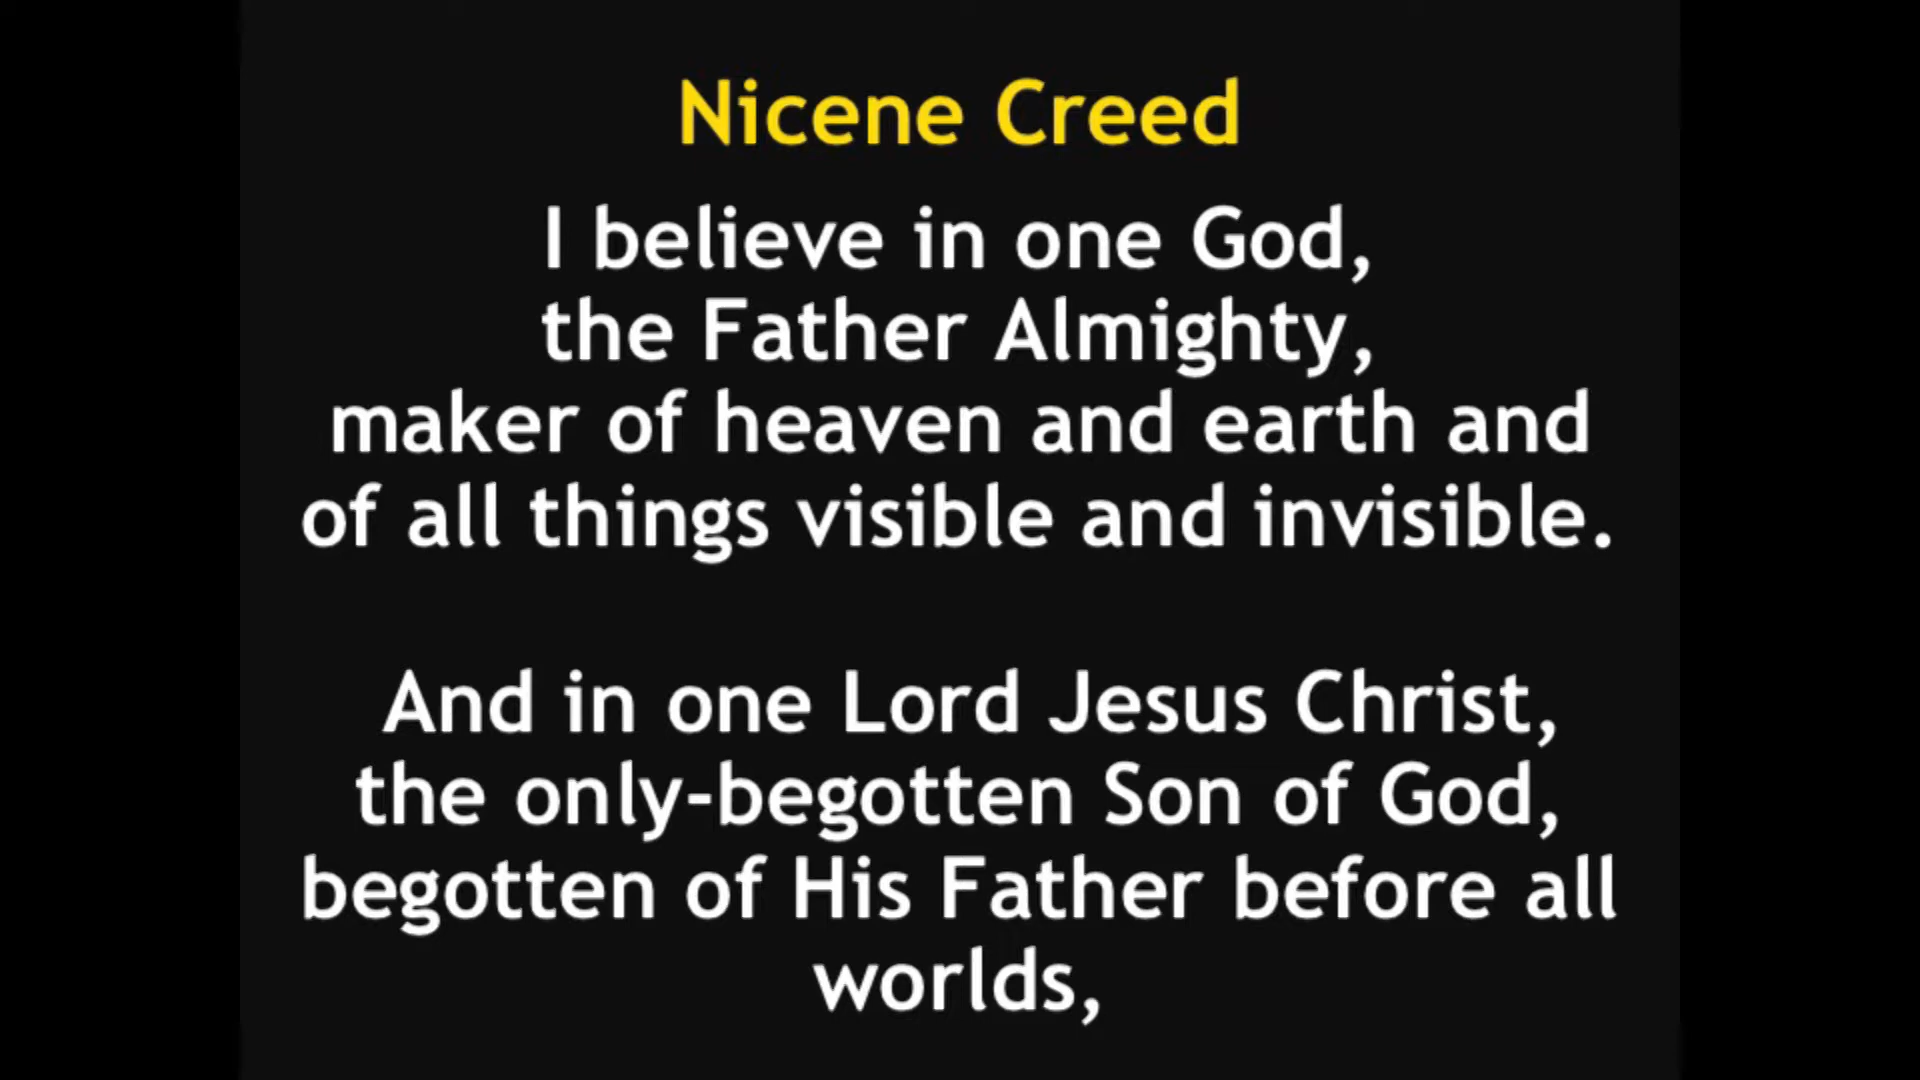 Nicene Creed
I believe in one God,
the Father Almighty,
maker of heaven and earth and
of all things visible and invisible.
And in one Lord Jesus Christ,
the only-begotten Son of God,
begotten of His Father before all
worlds,